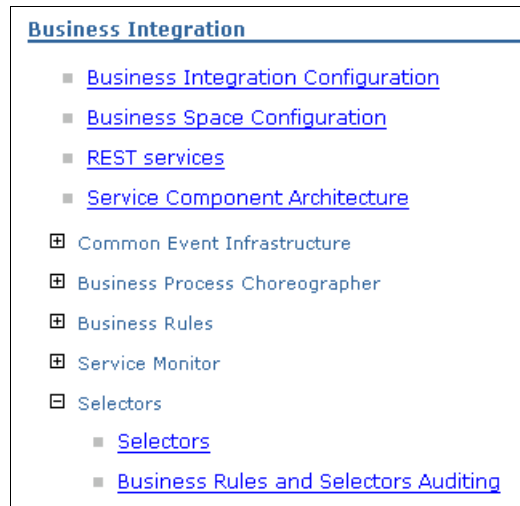 Business Integration
Business Integration Configuration
Business Space Configuration
REST services
Service Component Architecture
Common Event Infrastructure
Business Process Choreographer
Business Rules
Service Monitor
Selectors
Selectors
Business Rules and Selectors Auditing